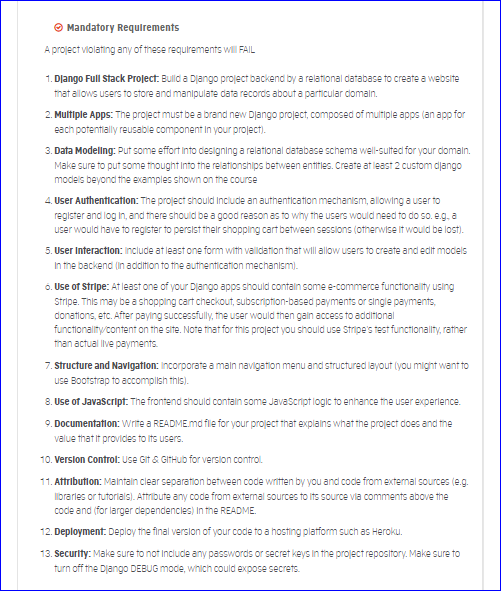 Mandatory Requirements
A project violating any of these requirements will FAIL
1. Django Full Stack Project: Build a Django project backend by a relational database to create a website
that allows users to store and manipulate data records about a particular domain.
2. Multiple Apps: The project must be a brand new Django project, composed of multiple apps (an app for
each potentially reusable component in your project).
3. Data Modeling: Put some effort into designing a relational database schema well-suited for your domain.
Make sure to put some thought into the relationships between entities. Create at least 2 custom django
models beyond the examples shown on the course
4. User Authentication: The project should include an authentication mechanism, allowing a user to
register and log in, and there should be a good reason as to why the users would need to do so. e.g., a
user would have to register to persist their shopping cart between sessions (otherwise it would be lost).
5. User Interaction: Include at least one form with validation that will allow users to create and edit models
in the backend (in addition to the authentication mechanism).
6. Use of Stripe: At least one of your Django apps should contain some e-commerce functionality using
Stripe. This may be a shopping cart checkout, subscription-based payments or single payments,
donations, etc. After paying successfully, the user would then gain access to additional
functionality/content on the site. Note that for this project you should use Stripe's test functionality, rather
than actual live payments.
7. Structure and Navigation: Incorporate a main navigation menu and structured layout (you might want to
use Bootstrap to accomplish this).
8. Use of JavaScript: The frontend should contain some JavaScript logic to enhance the user experience.
9. Documentation: Write a README.md file for your project that explains what the project does and the
value that it provides to its users.
10. Version Control: Use Git & GitHub for version control.
11. Attribution: Maintain clear separation between code written by you and code from external sources (e.g.
libraries or tutorials). Attribute any code from external sources to its source via comments above the
code and (for larger dependencies) in the README.
12. Deployment: Deploy the final version of your code to a hosting platform such as Heroku.
13. Security: Make sure to not include any passwords or secret keys in the project repository. Make sure to
turn off the Django DEBUG mode, which could expose secrets.